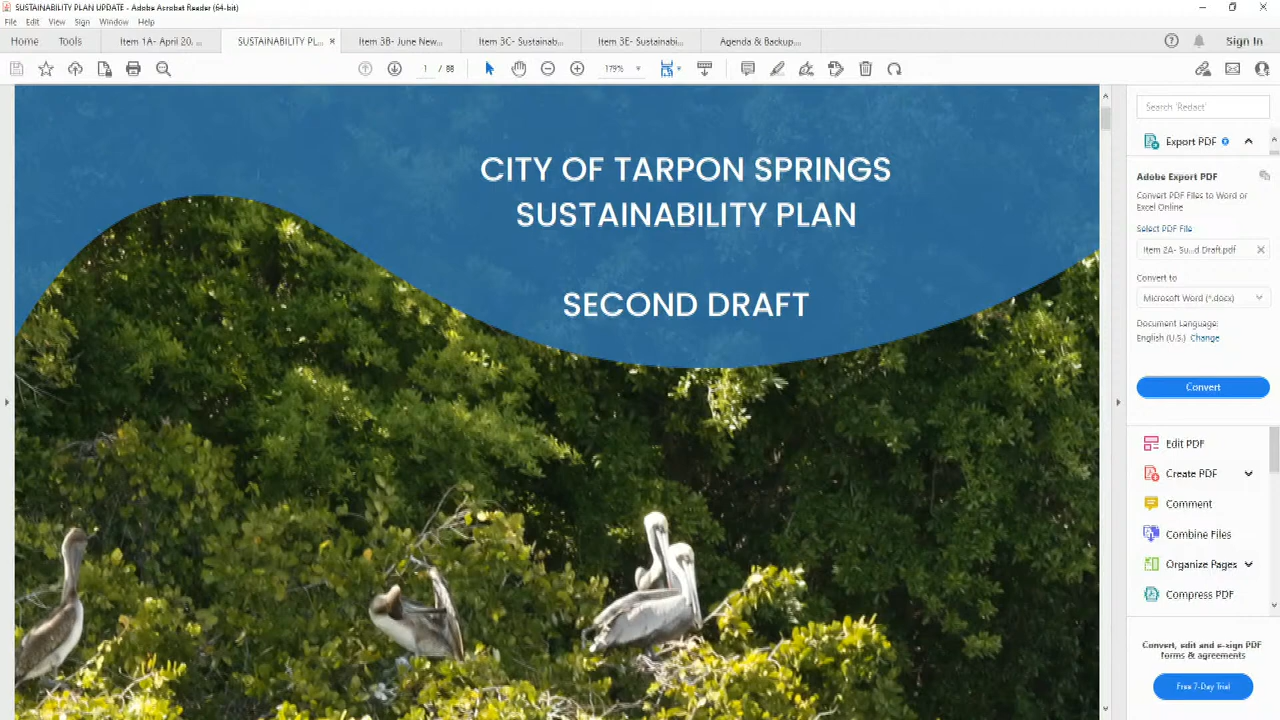 SUSTAINABILITY PLAN UPDATE - Adobe Acrobat Reader (64-bit)
File Edit View Sign Window Help
Home Tools Item 1A- April 20, ... SUSTAINABILITY PL... × Item 3B- June New... Item 3C- Sustainab... Item 3E- Sustainabi... Agenda & Backup... Sign In
1 / 88 179%
CITY OF TARPON SPRINGS
SUSTAINABILITY PLAN
SECOND DRAFT
Search 'Redact'
Export PDF
Adobe Export PDF
Convert PDF Files to Word or
Excel Online
Select PDF File
Item 2A- Su...d Draft.pdf
Convert to
Microsoft Word (*.docx)
Document Language:
English (U.S.) Change
Convert
Edit PDF
Create PDF
Comment
Combine Files
Organize Pages
Compress PDF
Convert, edit and e-sign PDF
forms & agreements
Free 7-Day Trial